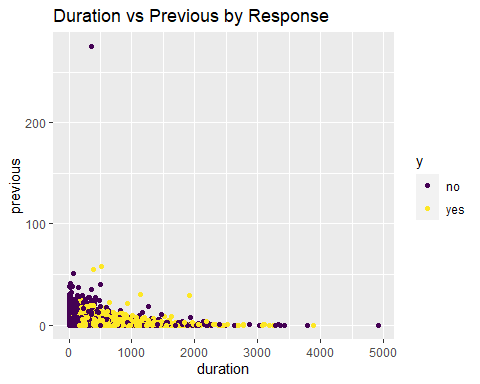 Duration vs Previous by Response
previous
200
100
0
0
1000
2000
3000
4000
5000
duration
y
no
yes